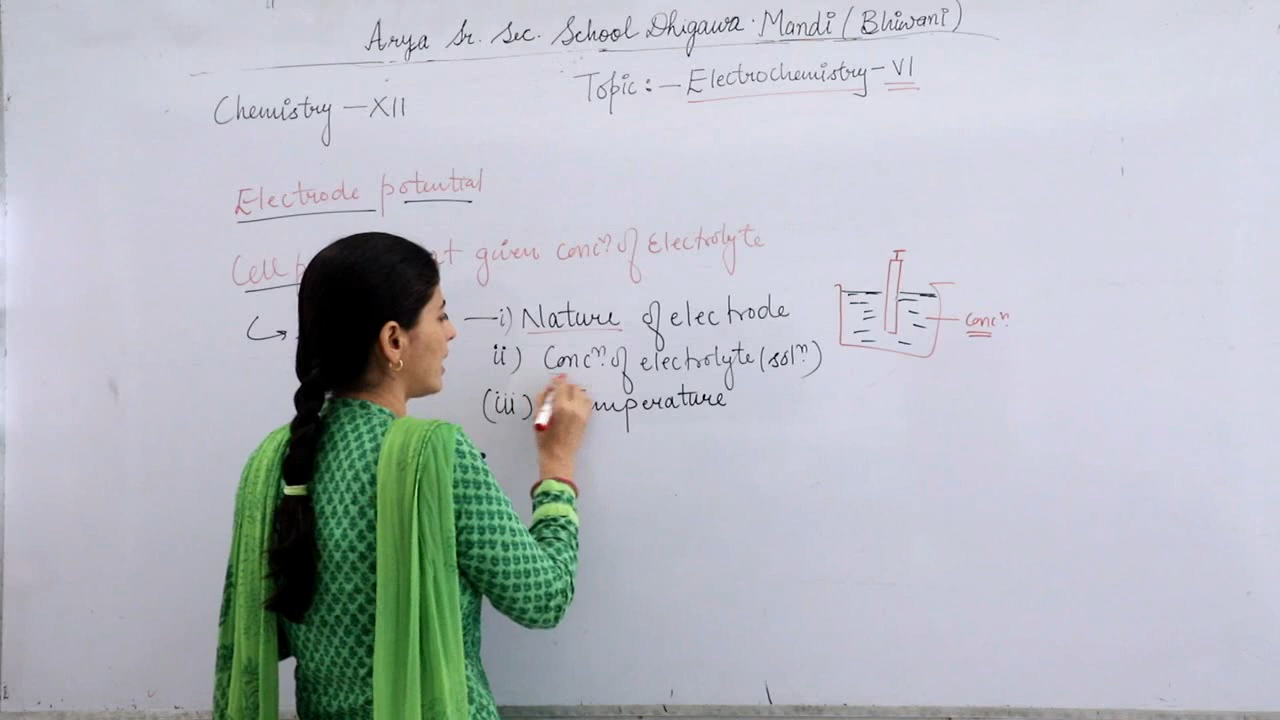 Arya Sr. Sec. School Dhigawa Mandi (Bhiwani)
Chemistry - XII
Topic:- Electrochemistry-VI
Electrode potential
Cell given concⁿ. of Electrolyte
i) Nature of electrode
ii) Concⁿ. of electrolyte (solⁿ)
(iii)
concⁿ.